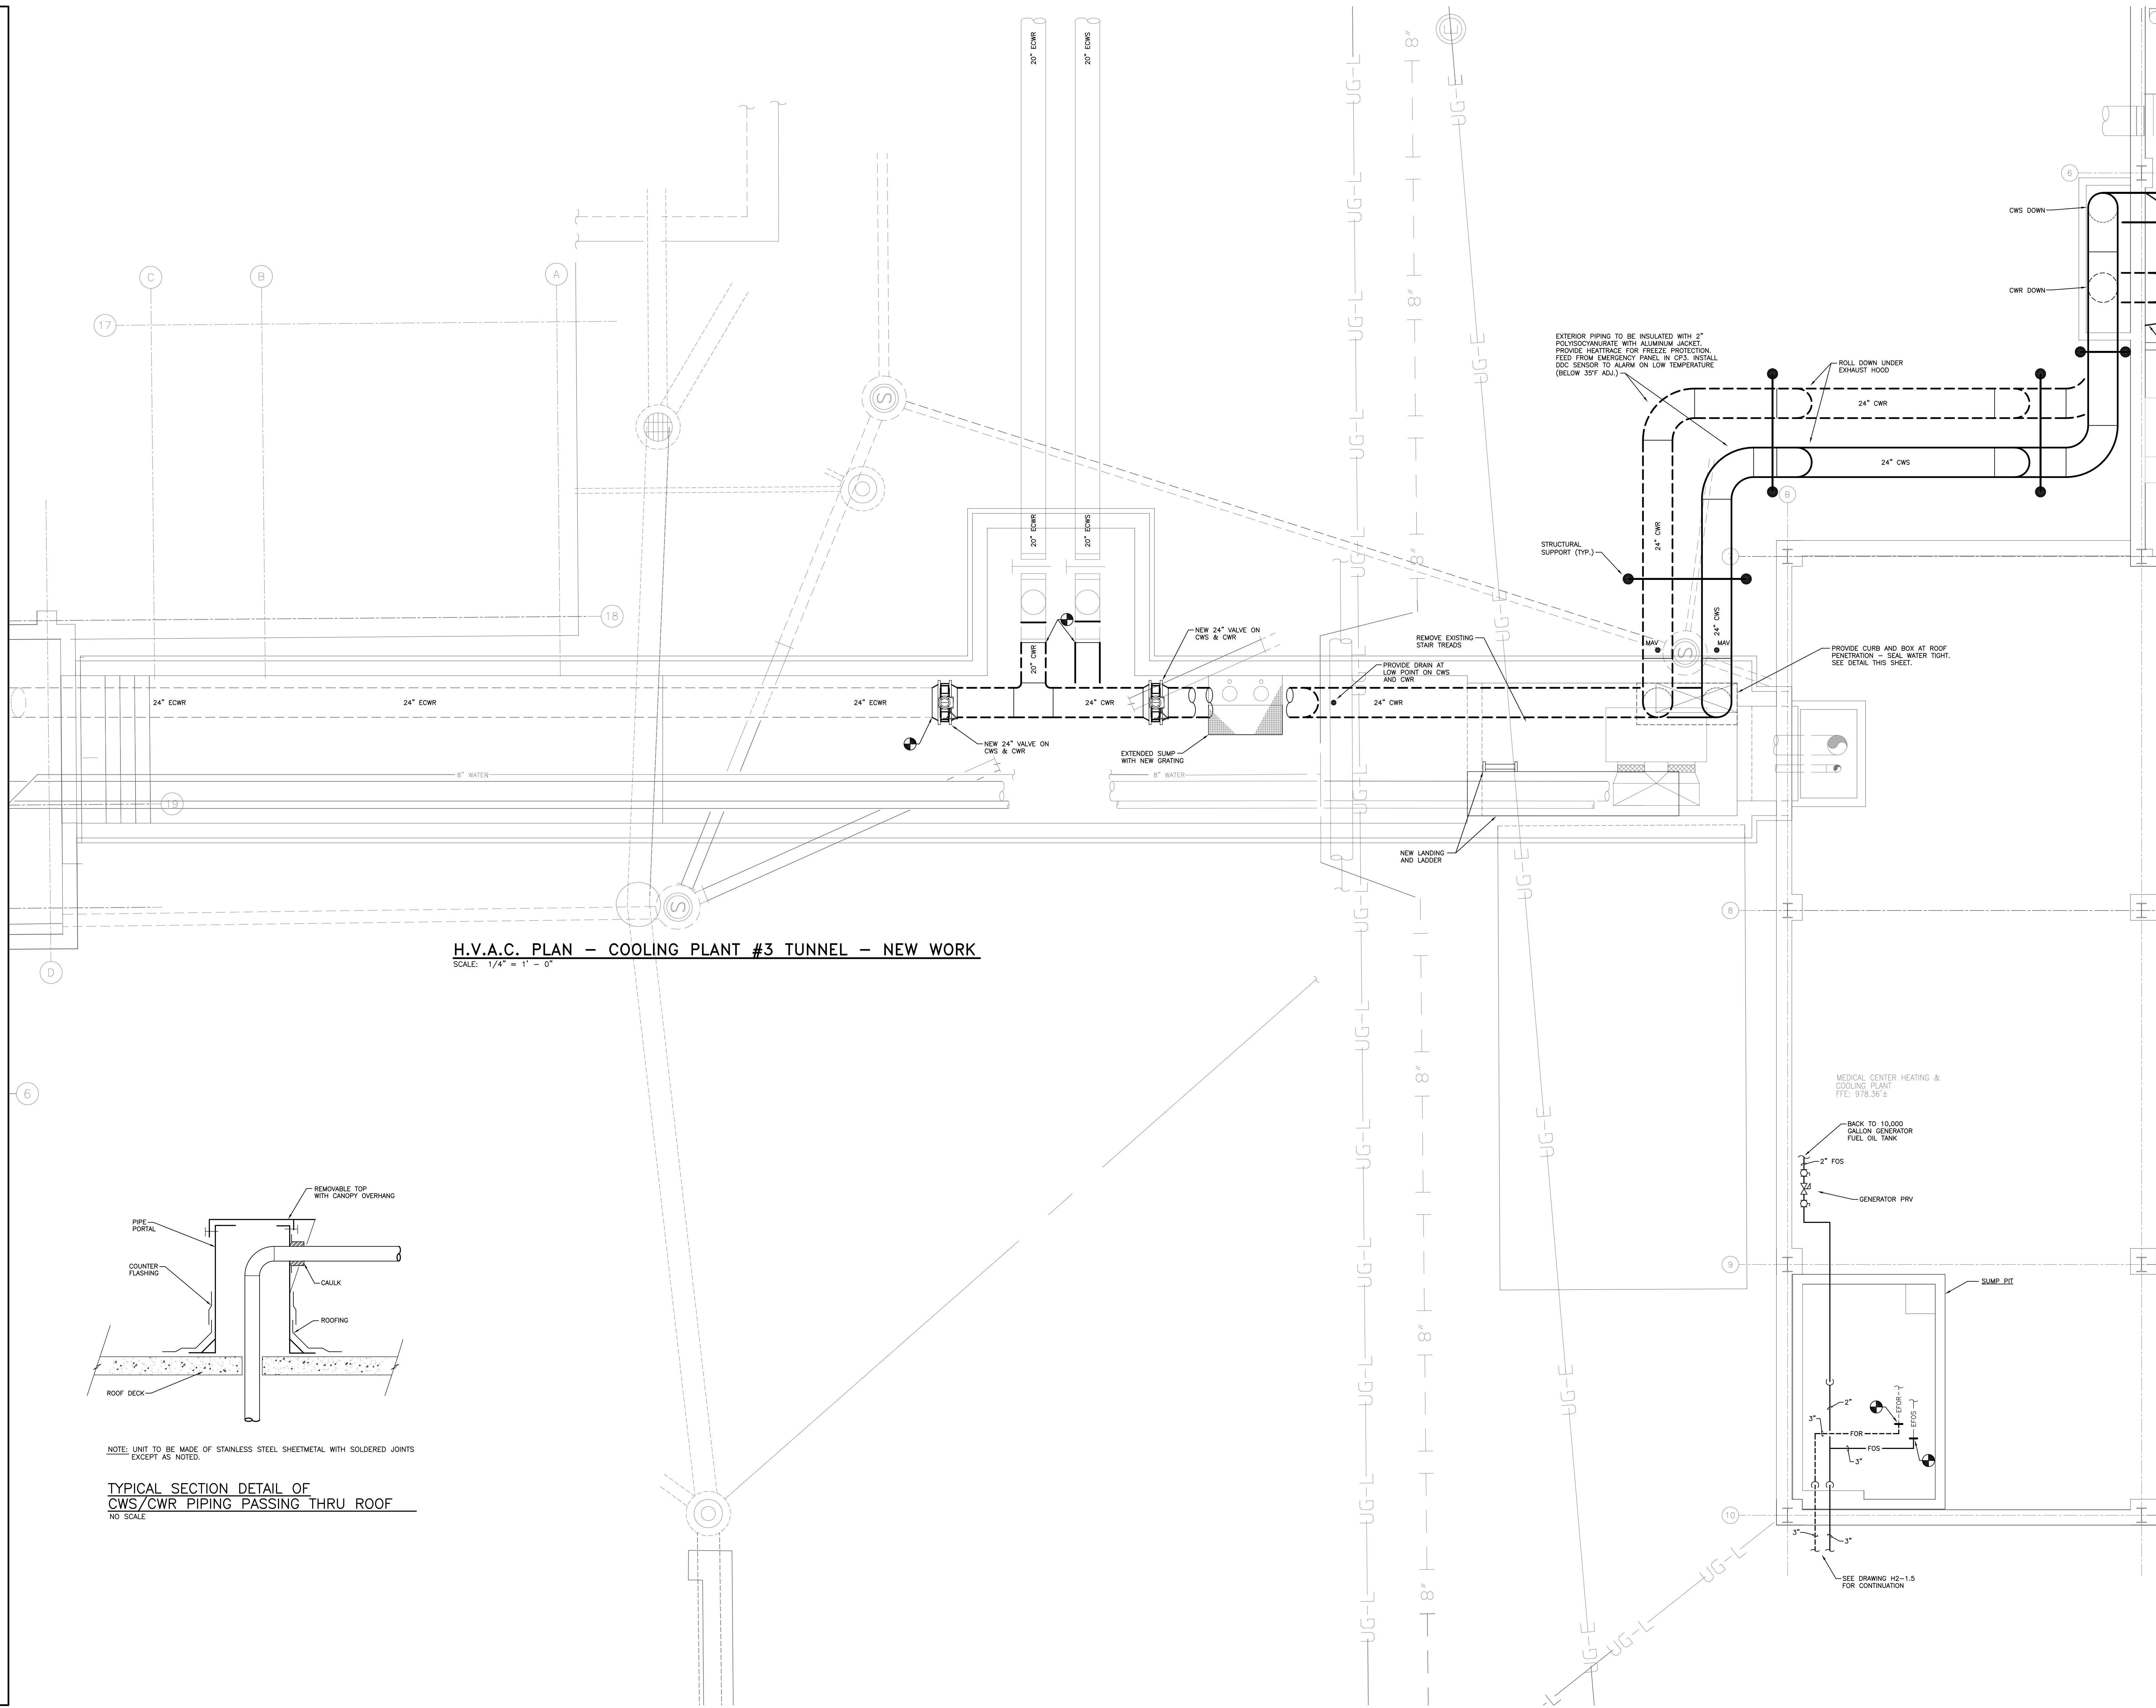 20" ECWR
20" ECWS
UG-L
8"
E
UG-E
6
CWS DOWN
CWR DOWN
C
B
A
17
EXTERIOR PIPING TO BE INSULATED WITH 2"
POLYISOCYANURATE WITH ALUMINUM JACKET.
PROVIDE HEATTRACE FOR FREEZE PROTECTION.
FEED FROM EMERGENCY PANEL IN CP3. INSTALL
DDC SENSOR TO ALARM ON LOW TEMPERATURE
(BELOW 35°F ADJ.)
ROLL DOWN UNDER
EXHAUST HOOD
24" CWR
24" CWS
S
B
20" ECWR
20" ECWS
24" CWR
STRUCTURAL
SUPPORT (TYP.)
18
NEW 24" VALVE ON
CWS & CWR
REMOVE EXISTING
STAIR TREADS
24" CWS
MAV
MAV
S
PROVIDE CURB AND BOX AT ROOF
PENETRATION – SEAL WATER TIGHT.
SEE DETAIL THIS SHEET.
20" CWR
PROVIDE DRAIN AT
LOW POINT ON CWS
AND CWR
24" ECWR
24" ECWR
24" ECWR
24" CWR
24" CWR
NEW 24" VALVE ON
CWS & CWR
EXTENDED SUMP
WITH NEW GRATING
8" WATER
8" WATER
19
NEW LANDING
AND LADDER
S
8
H.V.A.C. PLAN – COOLING PLANT #3 TUNNEL – NEW WORK
SCALE: 1/4" = 1' – 0"
D
6
MEDICAL CENTER HEATING &
COOLING PLANT
FFE: 978.36'±
BACK TO 10,000
GALLON GENERATOR
FUEL OIL TANK
2" FOS
GENERATOR PRV
REMOVABLE TOP
WITH CANOPY OVERHANG
PIPE
PORTAL
COUNTER
FLASHING
CAULK
ROOFING
ROOF DECK
9
SUMP PIT
2"
EFOR
EFOS
3"
FOR
FOS
3"
NOTE: UNIT TO BE MADE OF STAINLESS STEEL SHEETMETAL WITH SOLDERED JOINTS
EXCEPT AS NOTED.
TYPICAL SECTION DETAIL OF
CWS/CWR PIPING PASSING THRU ROOF
NO SCALE
10
3"
3"
SEE DRAWING H2-1.5
FOR CONTINUATION
UG-L
UG-L